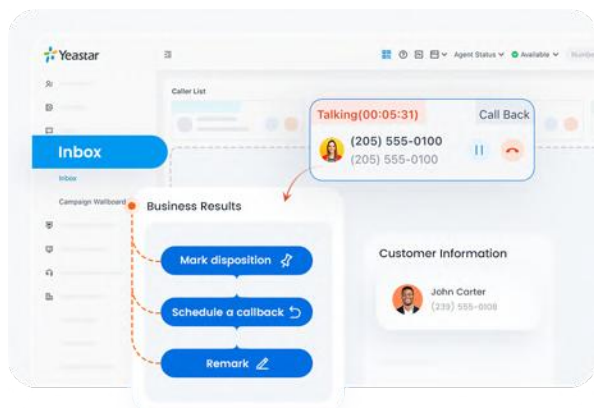 Yeastar
Agent Status
Available
Caller List
Talking(00:05:31)
Call Back
(205) 555-0100
(205) 555-0100
Inbox
Inbox
Campaign Wallboard
Business Results
Mark disposition
Schedule a callback
Remark
Customer Information
John Carter
(239) 555-0108